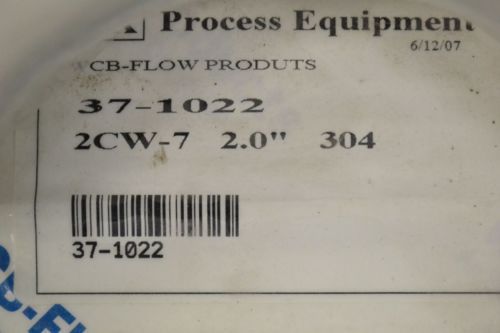 Process Equipment
6/12/07
CB-FLOW PRODUTS
37-1022
2CW-7 2.0" 304
37-1022